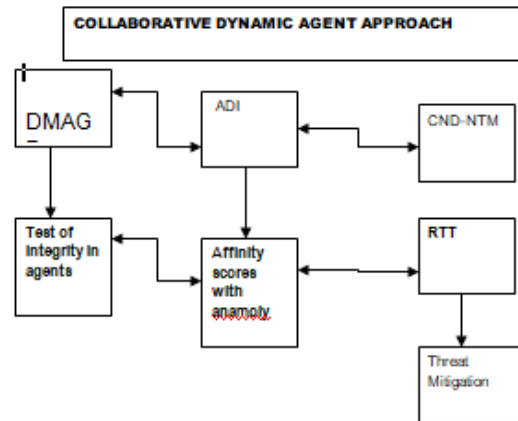 COLLABORATIVE DYNAMIC AGENT APPROACH
DMAG
ADI
CND-NTM
Test of
integrity in
agents
Affinity
scores
with
anamoly
RTT
Threat
Mitigation